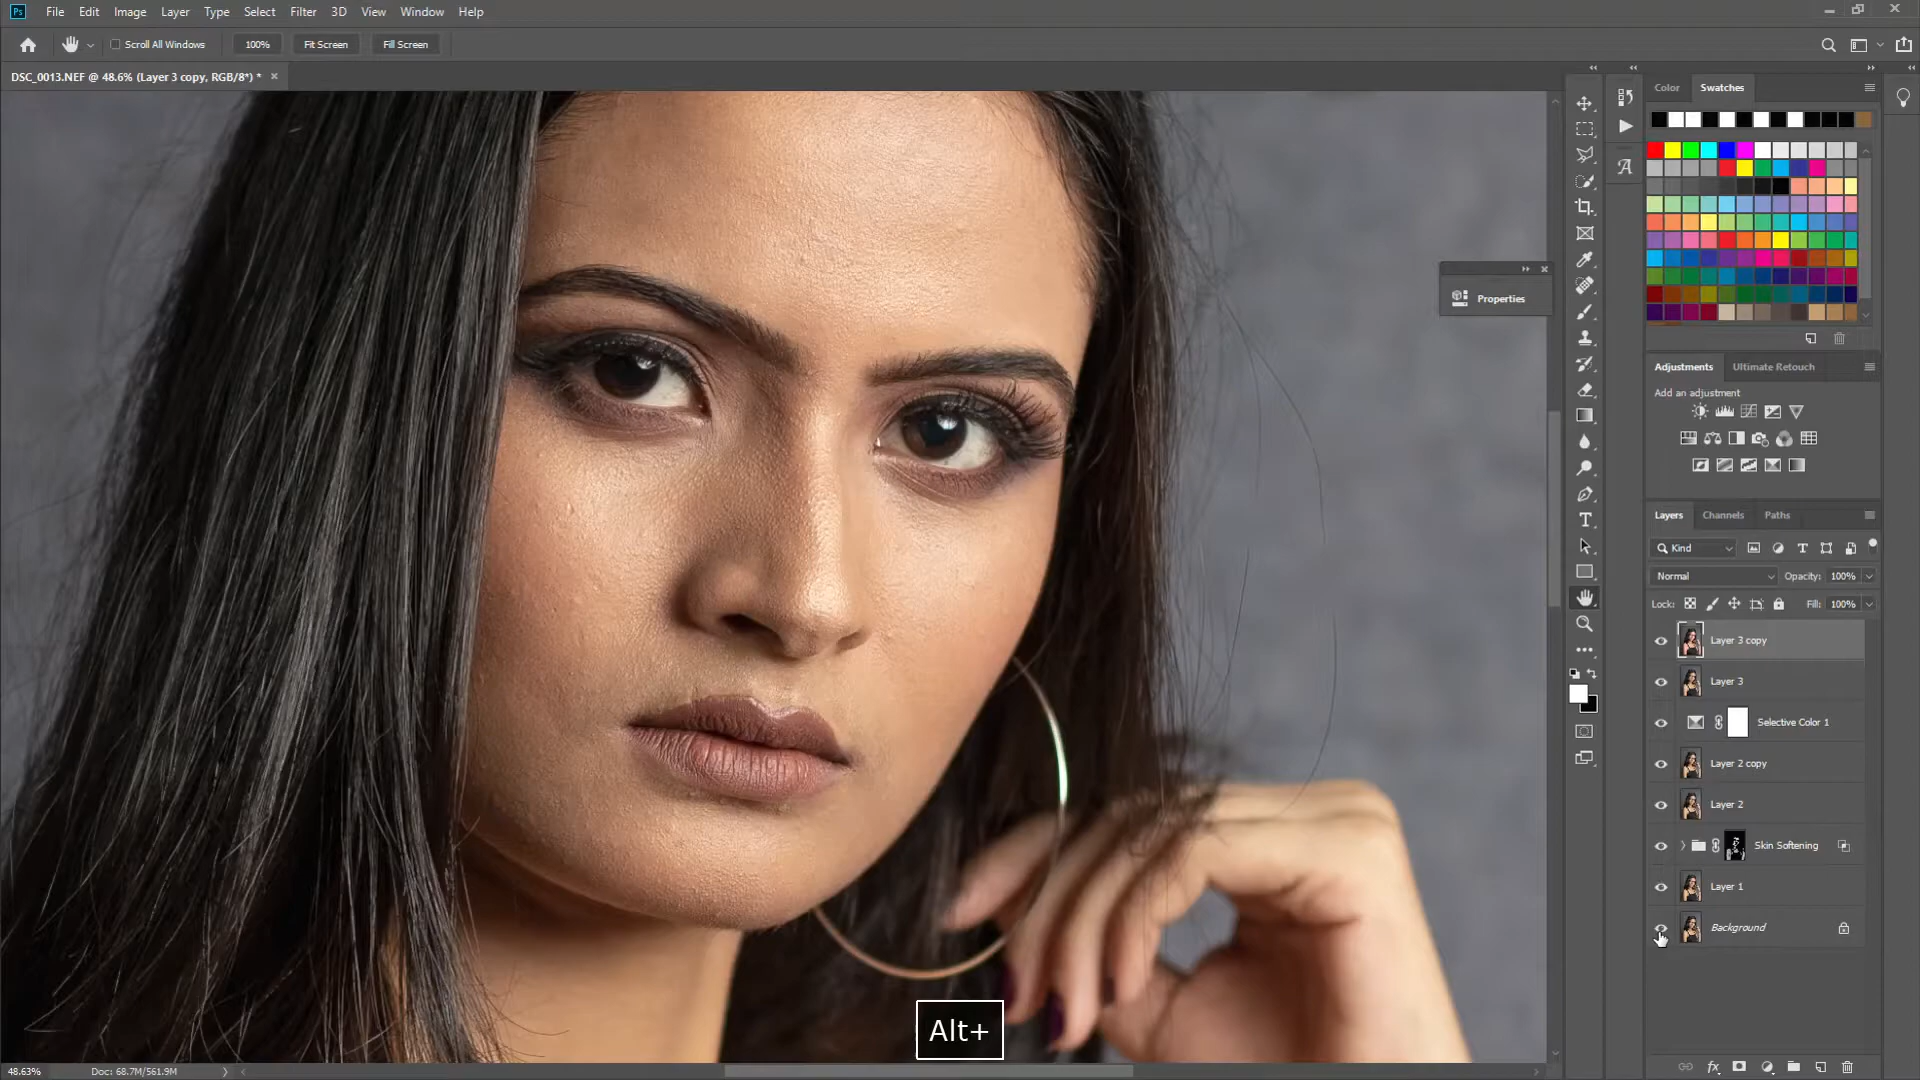 Ps File Edit Image Layer Type Select Filter 3D View Window Help
Scroll All Windows 100% Fit Screen Fill Screen
DSC_0013.NEF @ 48.6% (Layer 3 copy, RGB/8*) *
Color Swatches
Properties
Adjustments Ultimate Retouch
Add an adjustment
Layers Channels Paths
Kind
Normal Opacity: 100%
Lock: Fill: 100%
Layer 3 copy
Layer 3
Selective Color 1
Layer 2 copy
Layer 2
Skin Softening
Layer 1
Background
Alt+
48.63% Doc: 68.7M/561.9M